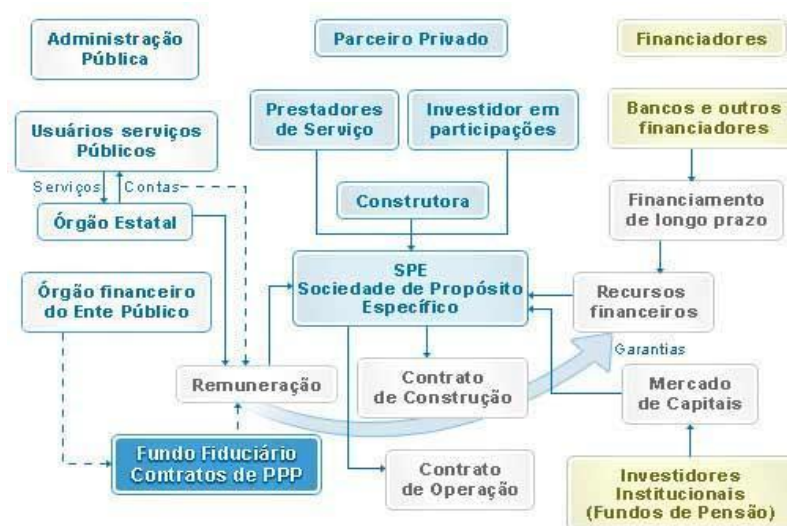 Administração
Pública
Parceiro Privado
Financiadores
Usuários serviços
Públicos
Prestadores
de Serviço
Investidor em
participações
Bancos e outros
financiadores
Serviços
Contas
Órgão Estatal
Construtora
Financiamento
de longo prazo
Órgão financeiro
do Ente Público
SPE
Sociedade de Propósito
Específico
Recursos
financeiros
Garantias
Remuneração
Contrato
de Construção
Mercado
de Capitais
Fundo Fiduciário
Contratos de PPP
Contrato
de Operação
Investidores
Institucionais
(Fundos de Pensão)